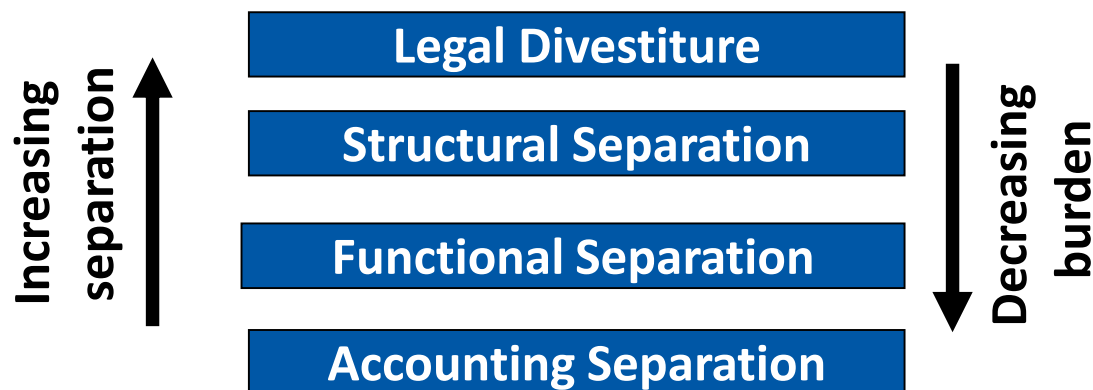 Legal Divestiture
Structural Separation
Functional Separation
Accounting Separation
Increasing
separation
Decreasing
burden